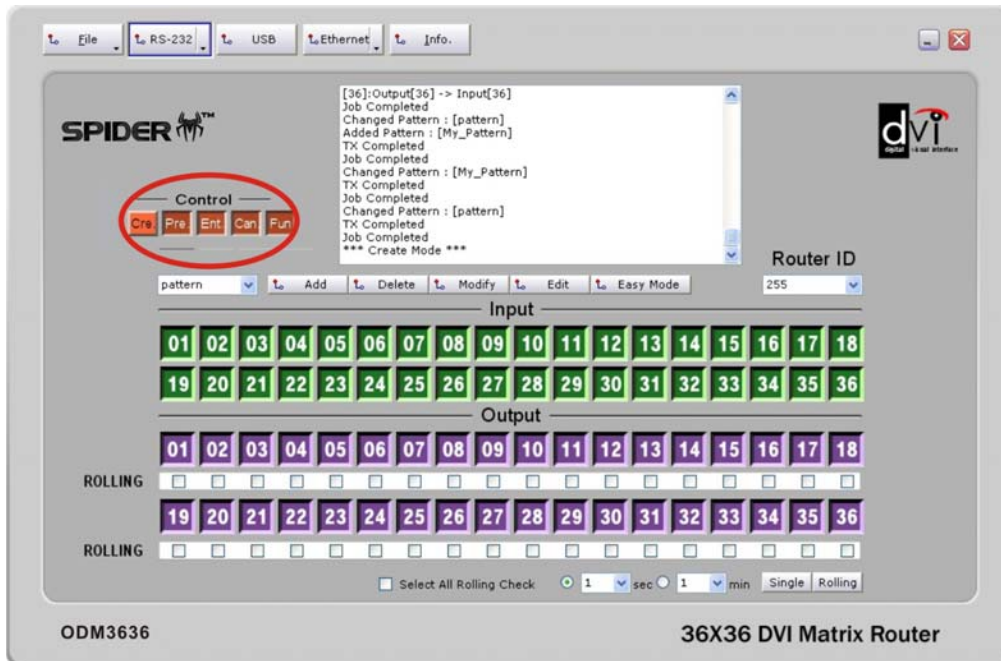 File RS-232 USB Ethernet Info.
SPIDER™
[36]:Output[36] -> Input[36]
Job Completed
Changed Pattern : [pattern]
Added Pattern : [My_Pattern]
TX Completed
Job Completed
Changed Pattern : [My_Pattern]
TX Completed
Job Completed
Changed Pattern : [pattern]
TX Completed
Job Completed
*** Create Mode ***
dvi
digital visual interface
Control
Cre. Pre. Ent. Can. Fun
Router ID
pattern Add Delete Modify Edit Easy Mode 255
Input
01 02 03 04 05 06 07 08 09 10 11 12 13 14 15 16 17 18
19 20 21 22 23 24 25 26 27 28 29 30 31 32 33 34 35 36
Output
01 02 03 04 05 06 07 08 09 10 11 12 13 14 15 16 17 18
ROLLING
19 20 21 22 23 24 25 26 27 28 29 30 31 32 33 34 35 36
ROLLING
Select All Rolling Check 1 sec 1 min Single Rolling
ODM3636
36X36 DVI Matrix Router